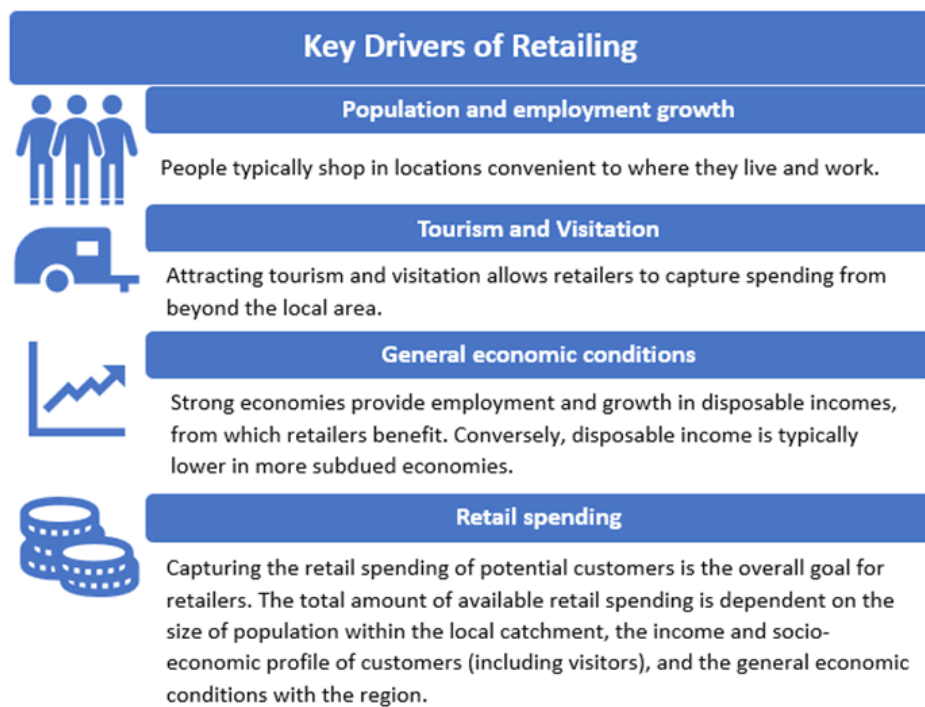 Key Drivers of Retailing
Population and employment growth
People typically shop in locations convenient to where they live and work.
Tourism and Visitation
Attracting tourism and visitation allows retailers to capture spending from
beyond the local area.
General economic conditions
Strong economies provide employment and growth in disposable incomes,
from which retailers benefit. Conversely, disposable income is typically
lower in more subdued economies.
Retail spending
Capturing the retail spending of potential customers is the overall goal for
retailers. The total amount of available retail spending is dependent on the
size of population within the local catchment, the income and socio-
economic profile of customers (including visitors), and the general economic
conditions with the region.